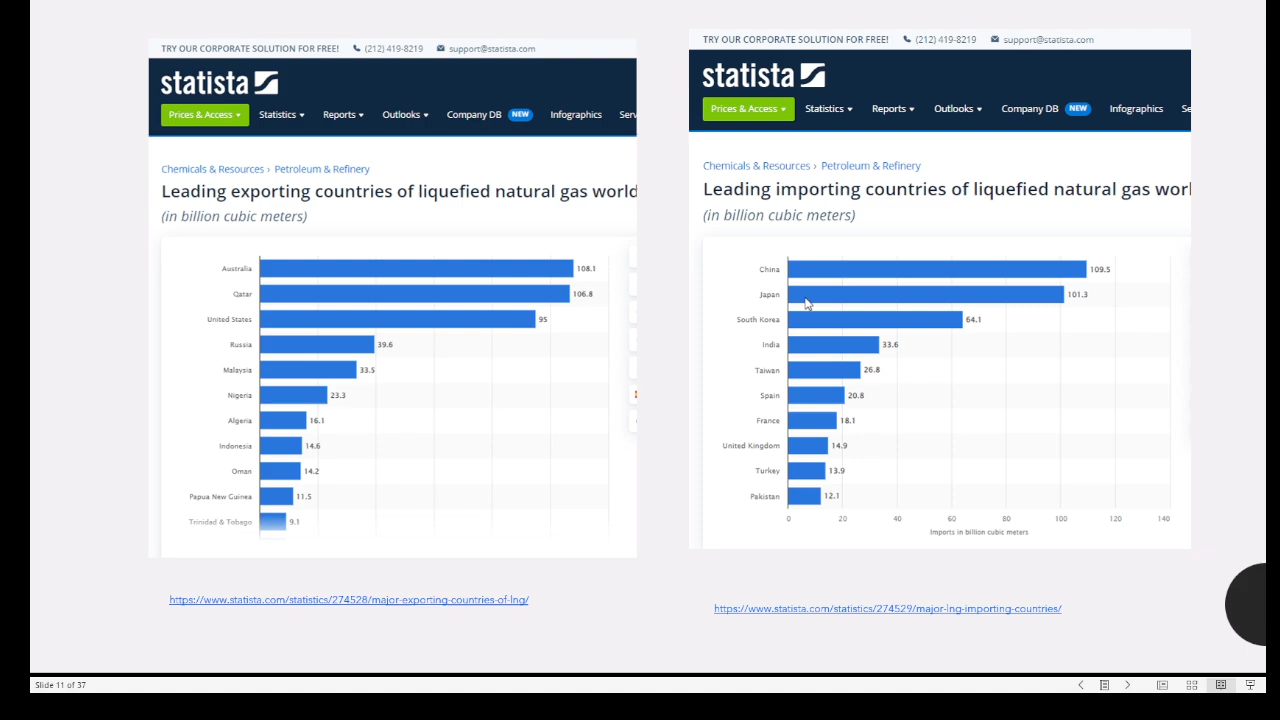 TRY OUR CORPORATE SOLUTION FOR FREE! (212) 419-8219 support@statista.com
statista
Prices & Access Statistics Reports Outlooks Company DB NEW Infographics Serv
Chemicals & Resources › Petroleum & Refinery
Leading exporting countries of liquefied natural gas world
(in billion cubic meters)
Australia 108.1
Qatar 106.8
United States 95
Russia 39.6
Malaysia 33.5
Nigeria 23.3
Algeria 16.1
Indonesia 14.6
Oman 14.2
Papua New Guinea 11.5
Trinidad & Tobago 9.1
https://www.statista.com/statistics/274528/major-exporting-countries-of-lng/
TRY OUR CORPORATE SOLUTION FOR FREE! (212) 419-8219 support@statista.com
statista
Prices & Access Statistics Reports Outlooks Company DB NEW Infographics Se
Chemicals & Resources › Petroleum & Refinery
Leading importing countries of liquefied natural gas worl
(in billion cubic meters)
China 109.5
Japan 101.3
South Korea 64.1
India 33.6
Taiwan 26.8
Spain 20.8
France 18.1
United Kingdom 14.9
Turkey 13.9
Pakistan 12.1
0 20 40 60 80 100 120 140
Imports in billion cubic meters
https://www.statista.com/statistics/274529/major-lng-importing-countries/
Slide 11 of 37